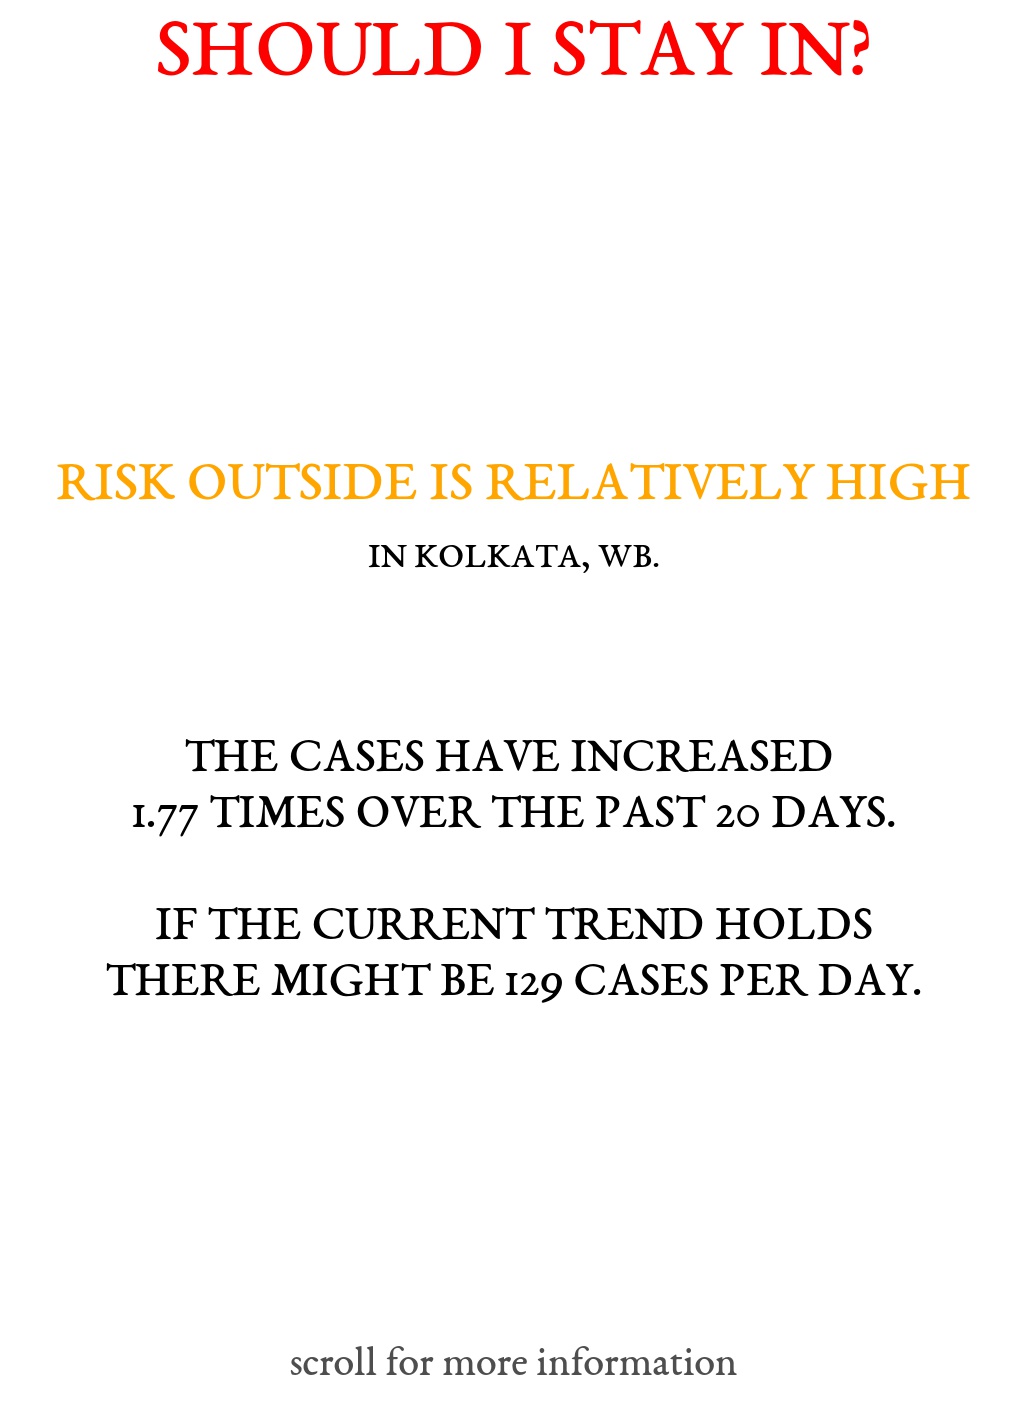 SHOULD I STAY IN?
RISK OUTSIDE IS RELATIVELY HIGH
IN KOLKATA, WB.
THE CASES HAVE INCREASED
1.77 TIMES OVER THE PAST 20 DAYS.
IF THE CURRENT TREND HOLDS
THERE MIGHT BE 129 CASES PER DAY.
scroll for more information